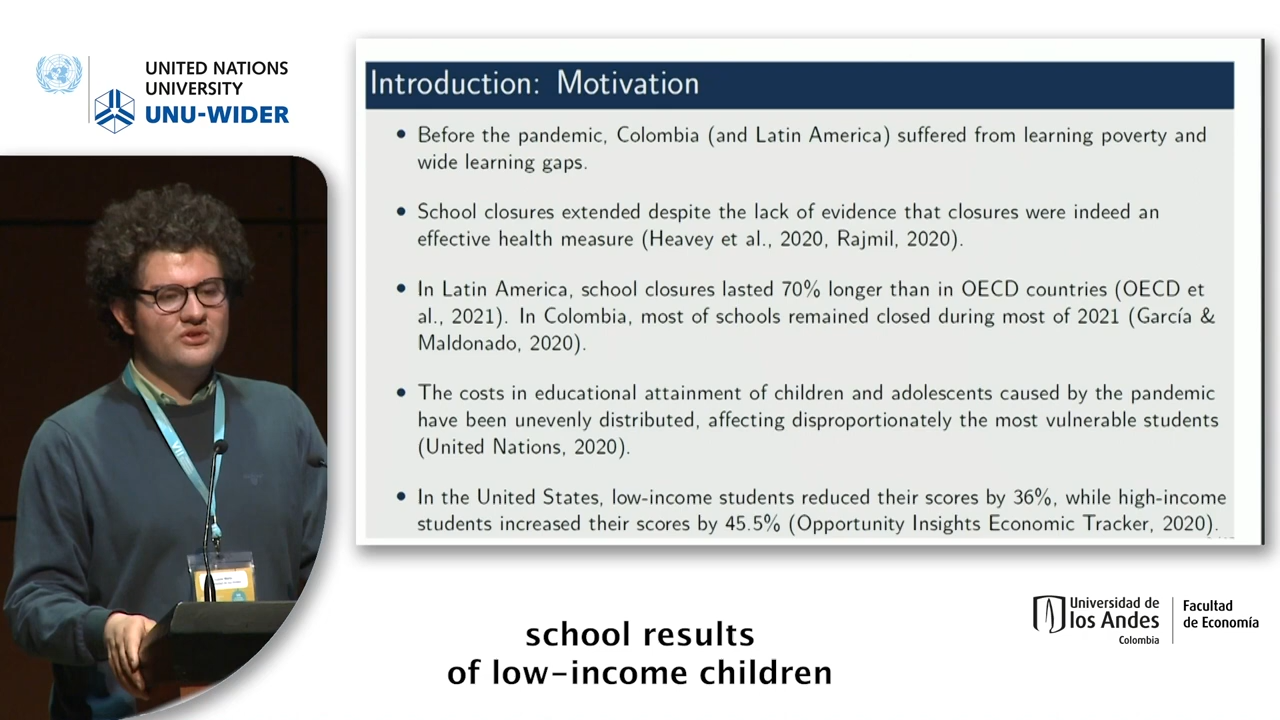 UNITED NATIONS
UNIVERSITY
UNU-WIDER
Introduction: Motivation
• Before the pandemic, Colombia (and Latin America) suffered from learning poverty and
wide learning gaps.
• School closures extended despite the lack of evidence that closures were indeed an
effective health measure (Heavey et al., 2020, Rajmil, 2020).
• In Latin America, school closures lasted 70% longer than in OECD countries (OECD et
al., 2021). In Colombia, most of schools remained closed during most of 2021 (García &
Maldonado, 2020).
• The costs in educational attainment of children and adolescents caused by the pandemic
have been unevenly distributed, affecting disproportionately the most vulnerable students
(United Nations, 2020).
• In the United States, low-income students reduced their scores by 36%, while high-income
students increased their scores by 45.5% (Opportunity Insights Economic Tracker, 2020).
Universidad de
los Andes
Colombia
Facultad
de Economía
school results
of low-income children